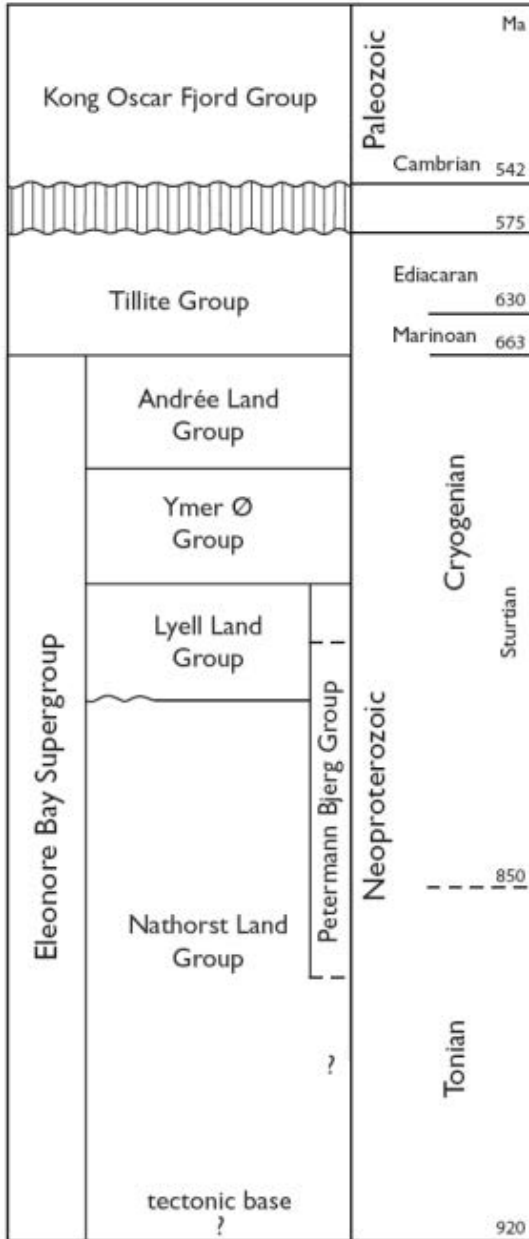 Ma
Kong Oscar Fjord Group
Paleozoic
Cambrian 542
575
Ediacaran
Tillite Group
630
Marinoan 663
Andrée Land
Group
Ymer Ø
Group
Cryogenian
Sturtian
Lyell Land
Group
Eleonore Bay Supergroup
Petermann Bjerg Group
Neoproterozoic
850
Nathorst Land
Group
Tonian
?
tectonic base
?
920